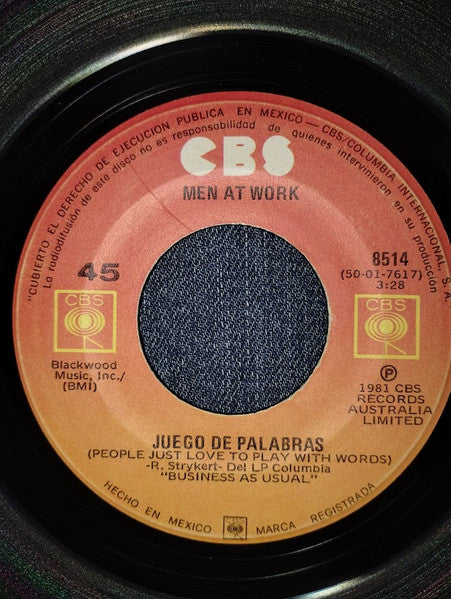 "CUBIERTO EL DERECHO DE EJECUCION PUBLICA EN MEXICO — CBS/COLUMBIA INTERNACIONAL, S. A.
La radiodifusión de este disco no es responsabilidad de quienes intervinieron en su producción
CBS
MEN AT WORK
45
8514
(50-01-7617)
3:28
CBS
CBS
Blackwood
Music, Inc./
(BMI)
P
1981 CBS
RECORDS
AUSTRALIA
LIMITED
JUEGO DE PALABRAS
(PEOPLE JUST LOVE TO PLAY WITH WORDS)
-R. Strykert- Del LP Columbia
"BUSINESS AS USUAL"
HECHO EN MEXICO MARCA REGISTRADA